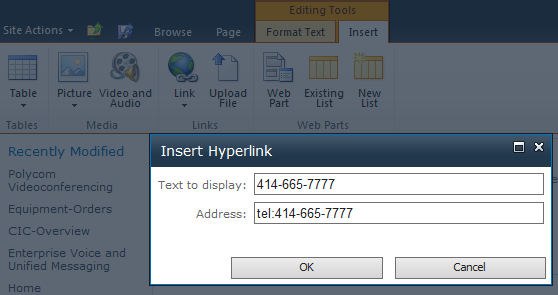 Editing Tools
Site Actions Browse Page Format Text Insert
Table Picture Video and Audio Link Upload File Web Part Existing List New List
Tables Media Links Web Parts
Insert Hyperlink
Recently Modified
Text to display: 414-665-7777
Polycom
Videoconferencing
Address: tel:414-665-7777
Equipment-Orders
CIC-Overview
Enterprise Voice and
Unified Messaging
OK Cancel
Home